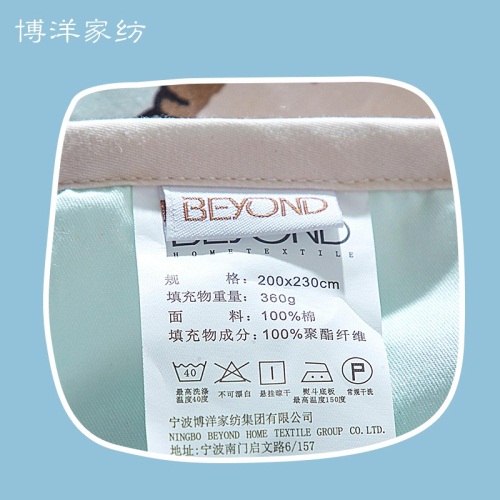 博洋家纺
BEYOND
BEYOND
HOMETEXTILE
规 格:200x230cm
填充物重量:360g
面 料:100%棉
填充物成分:100%聚酯纤维
40 P
最高洗涤 不可漂白 悬挂晾干 熨斗底板 常规干洗
温度40度 最高温度150度
宁波博洋家纺集团有限公司
NINGBO BEYOND HOME TEXTILE GROUP CO.LTD.
地址:宁波南门启文路6/157